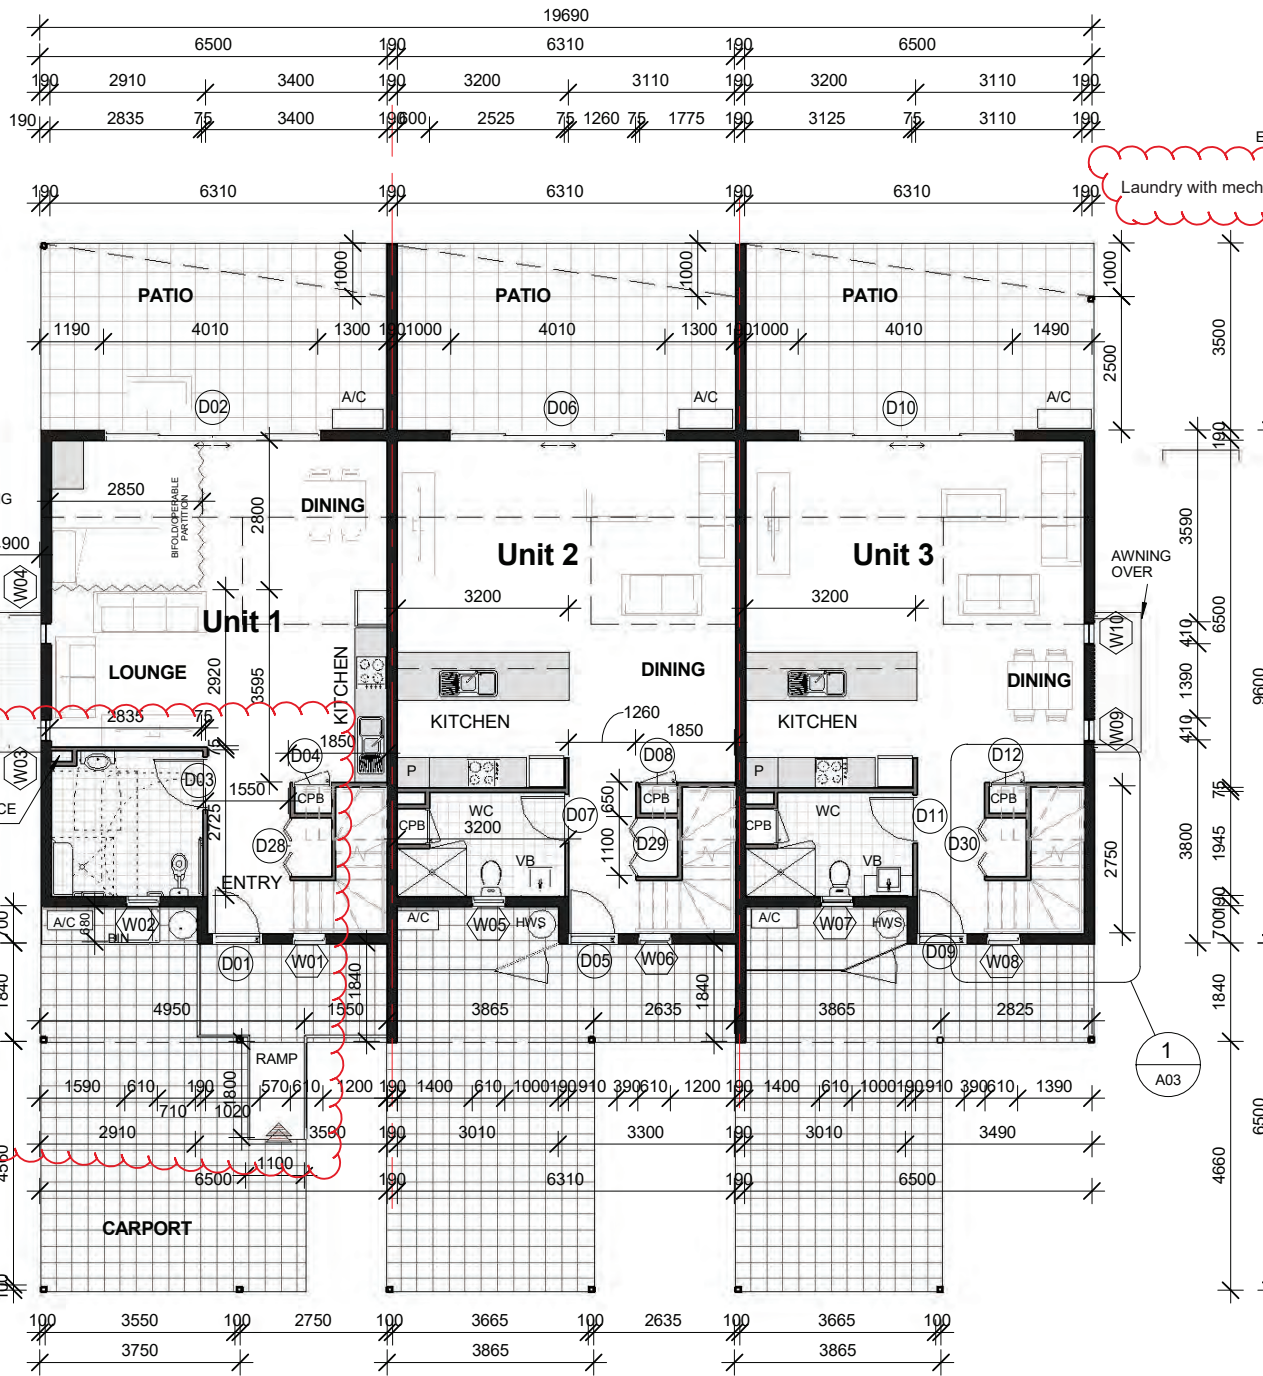 19690
6500 190 6310 190 6500
190 2910 3400 190 3200 3110 190 3200 3110 190
190 2835 75 3400 190 600 2525 75 1260 75 1775 190 3125 75 3110 190
E
Laundry with mech
190 6310 190 6310 190 6310 190
1000 1000 1000
PATIO PATIO PATIO
3500
1190 4010 1300 190 1000 4010 1300 1000 4010 1490
2500
A/C A/C A/C
D02 D06 D10
190
2850
BIFOLD/OPERABLE
PARTITION
2800
DINING
G
900
3590
Unit 2 Unit 3
AWNING
OVER
W04
3200 3200
Unit 1
W10
410
6500
LOUNGE
2920
3595
KITCHEN
DINING
DINING
1390
9600
2835 75
KITCHEN KITCHEN
1260
W09
410
W03
75
D04 1850
1850
D08 D12
D03
1550
P P
CE
2725
CPB CPB CPB
650
75
WC WC
3200
CPB CPB
D07 D11
D28
1100
D29 D30
VB VB
2750
3800
1945
ENTRY
190
A/C 680 BIN W02
A/C W05 HWS
A/C W07 HWS
700
D01 W01 D05 W06 D09 W08
1840 1840 1840 1840
4950 1550 3865 2635 3865 2825
RAMP
1
A03
1590 610 190 570 610 1200 190 1400 610 1000 190 910 390 610 1200 190 1400 610 1000 190 910 390 610 1390
1800
710 1020
2910 3590 190 3010 3300 190 3010 3490
1100
6500 190 6310 190 6500
4660
6500
CARPORT
100
100 3550 100 2750 100 3665 100 2635 100 3665 100
3750 3865 3865